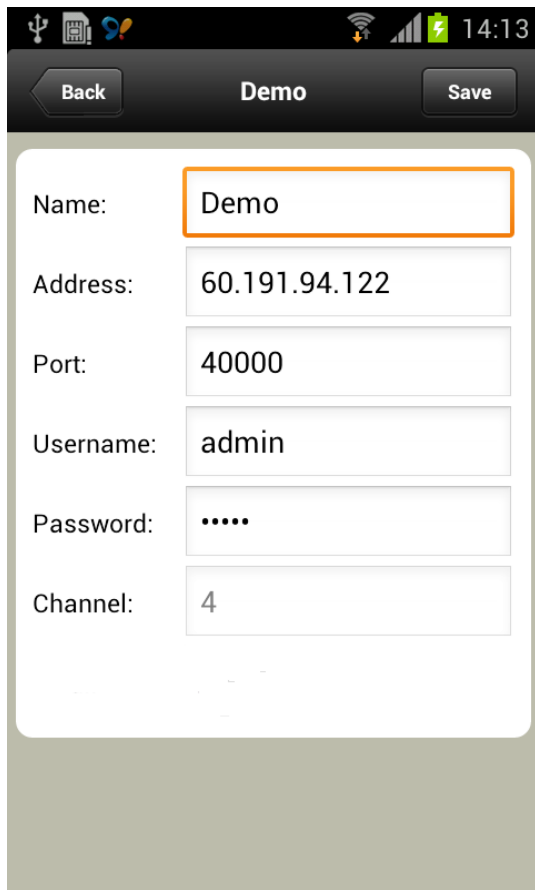 14:13
Back Demo Save
Name: Demo
Address: 60.191.94.122
Port: 40000
Username: admin
Password: •••••
Channel: 4